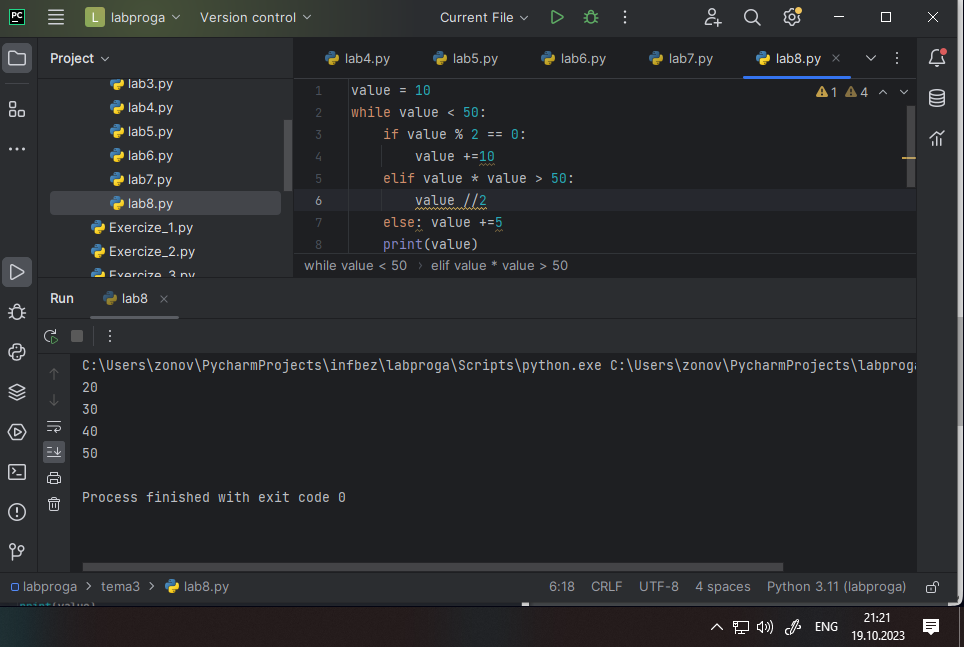 PC L labproga Version control Current File
Project
lab4.py lab5.py lab6.py lab7.py lab8.py
lab3.py
lab4.py
lab5.py
lab6.py
lab7.py
lab8.py
Exercize_1.py
Exercize_2.py
Exercize_3.py
1 value = 10
2 while value < 50:
3 if value % 2 == 0:
4 value +=10
5 elif value * value > 50:
6 value //2
7 else: value +=5
8 print(value)
1 4
while value < 50 › elif value * value > 50
Run lab8
C:\Users\zonov\PycharmProjects\infbez\labproga\Scripts\python.exe C:\Users\zonov\PycharmProjects\labproga
20
30
40
50
Process finished with exit code 0
labproga > tema3 > lab8.py 6:18 CRLF UTF-8 4 spaces Python 3.11 (labproga)
print(value)
ENG 21:21
19.10.2023